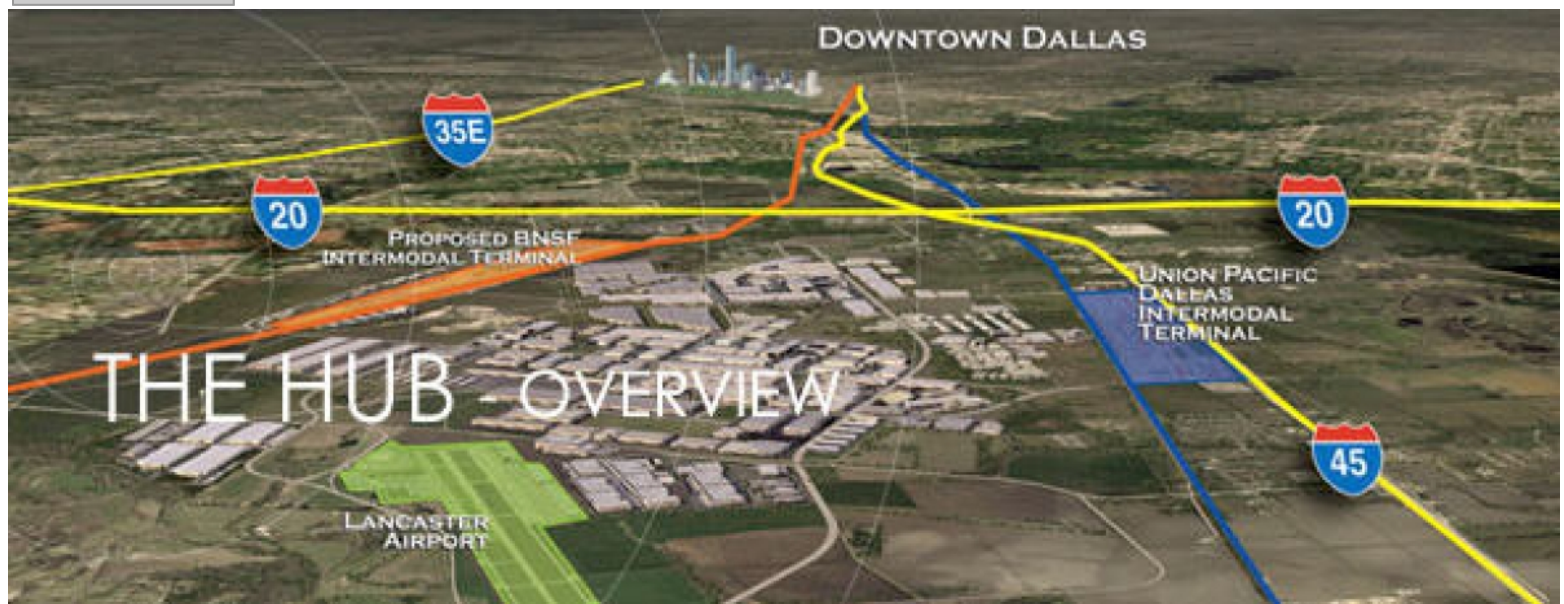 DOWNTOWN DALLAS
35E
20
20
PROPOSED BNSF
INTERMODAL TERMINAL
UNION PACIFIC
DALLAS
INTERMODAL
TERMINAL
THE HUB OVERVIEW
45
LANCASTER
AIRPORT